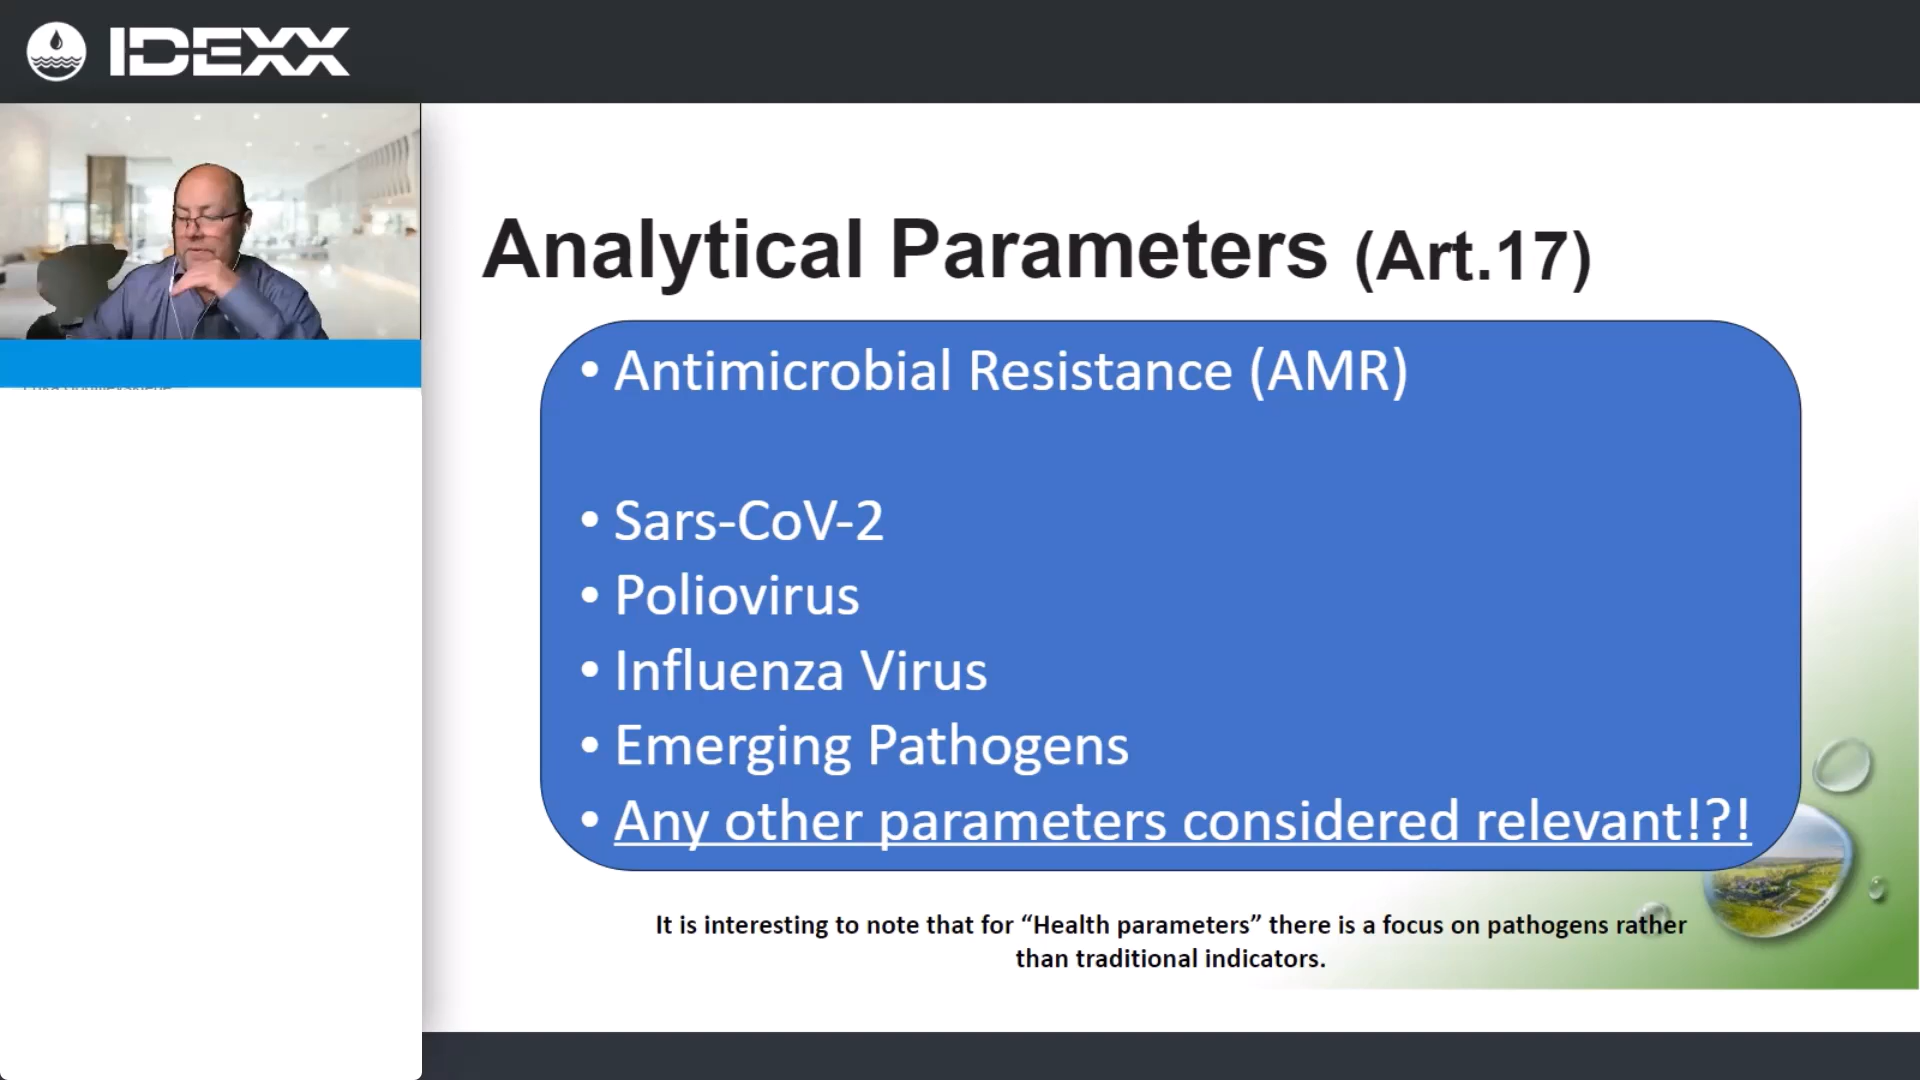 IDEXX
Analytical Parameters (Art.17)
• Antimicrobial Resistance (AMR)
• Sars-CoV-2
• Poliovirus
• Influenza Virus
• Emerging Pathogens
• Any other parameters considered relevant!?!
It is interesting to note that for “Health parameters” there is a focus on pathogens rather
than traditional indicators.